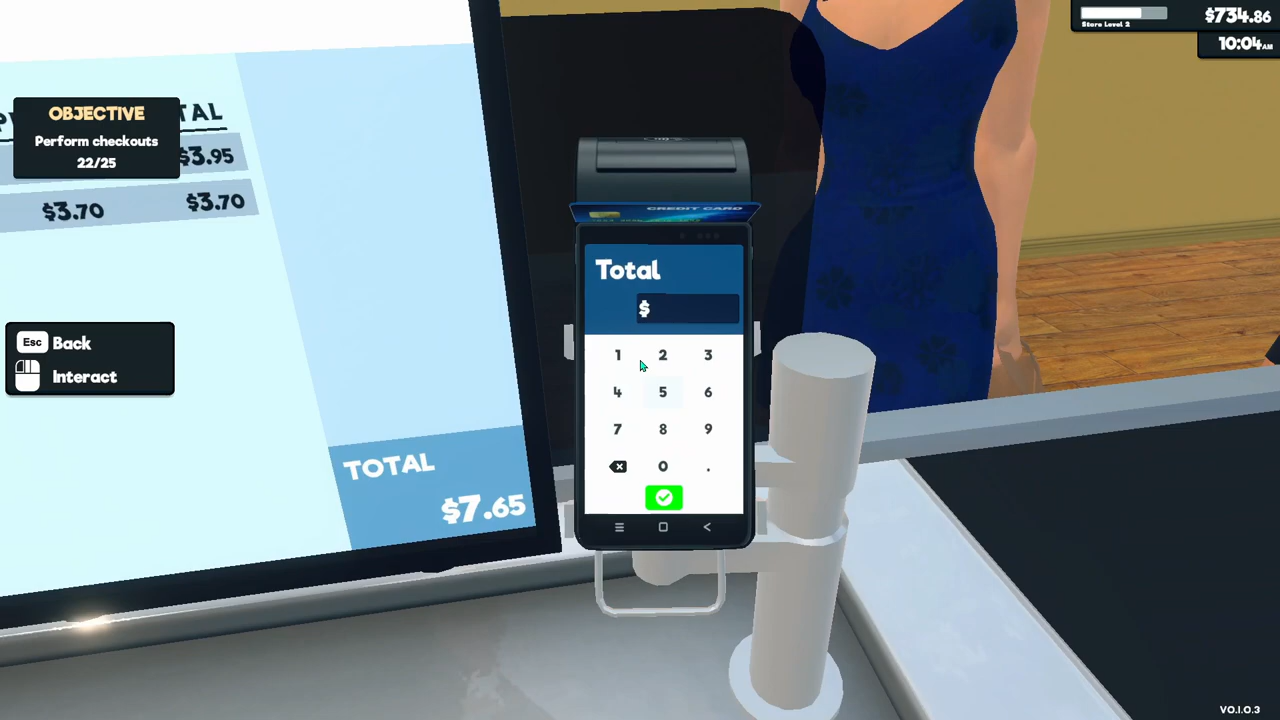 $734.86
Store Level 2
10:04AM
OBJECTIVE
Perform checkouts
22/25
TAL
$3.95
$3.70 $3.70
Esc Back
Interact
TOTAL
$7.65
CREDIT CARD
Total
$
1 2 3
4 5 6
7 8 9
0 .
V0.1.0.3